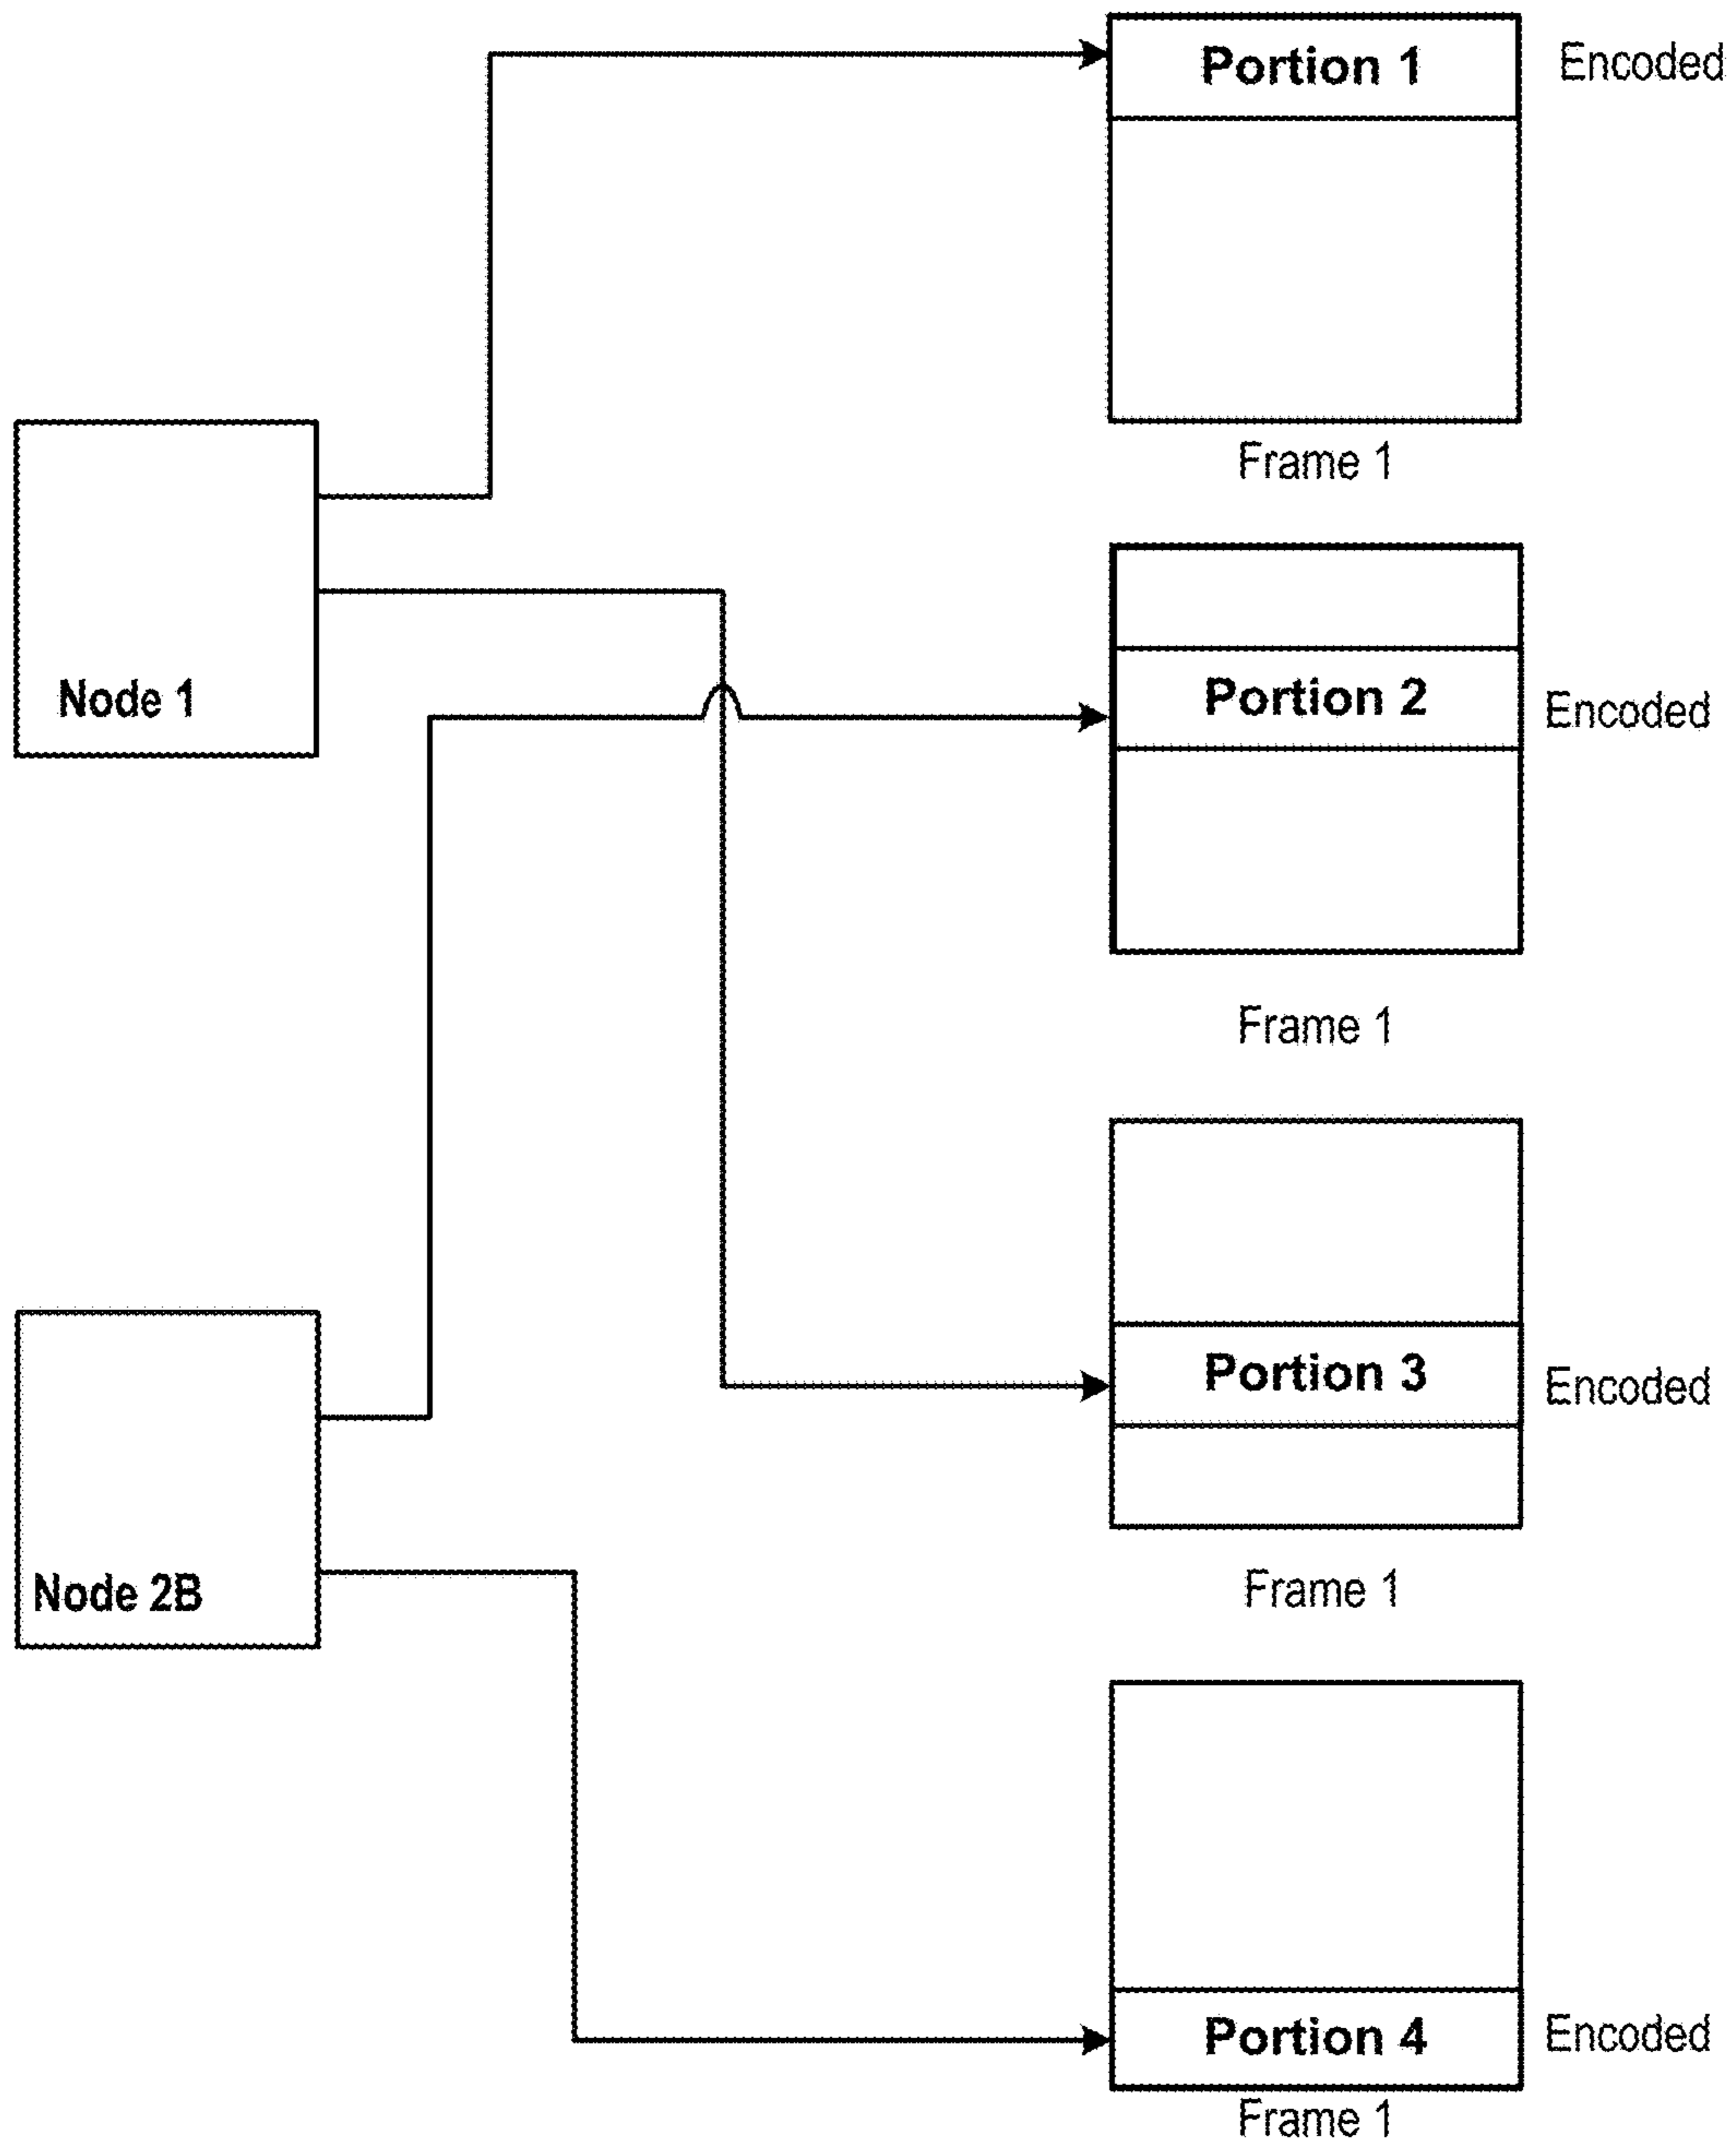 Portion 1
Encoded
Frame 1
Node 1
Portion 2
Encoded
Frame 1
Portion 3
Encoded
Node 2B
Frame 1
Portion 4
Encoded
Frame 1